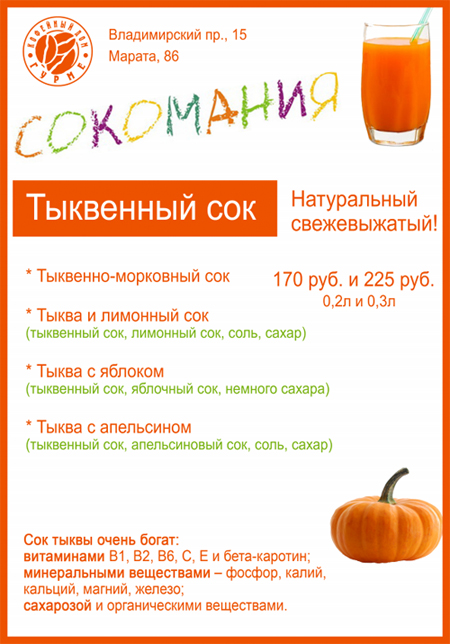 КОФЕЙНЫЙ ДОМ
ГУРМЕ
Владимирский пр., 15
Марата, 86
СОКОМАНИЯ
Тыквенный сок
Натуральный
свежевыжатый!
* Тыквенно-морковный сок
170 руб. и 225 руб.
0,2л и 0,3л
* Тыква и лимонный сок
(тыквенный сок, лимонный сок, соль, сахар)
* Тыква с яблоком
(тыквенный сок, яблочный сок, немного сахара)
* Тыква с апельсином
(тыквенный сок, апельсиновый сок, соль, сахар)
Сок тыквы очень богат:
витаминами В1, В2, В6, С, Е и бета-каротин;
минеральными веществами – фосфор, калий,
кальций, магний, железо;
сахарозой и органическими веществами.